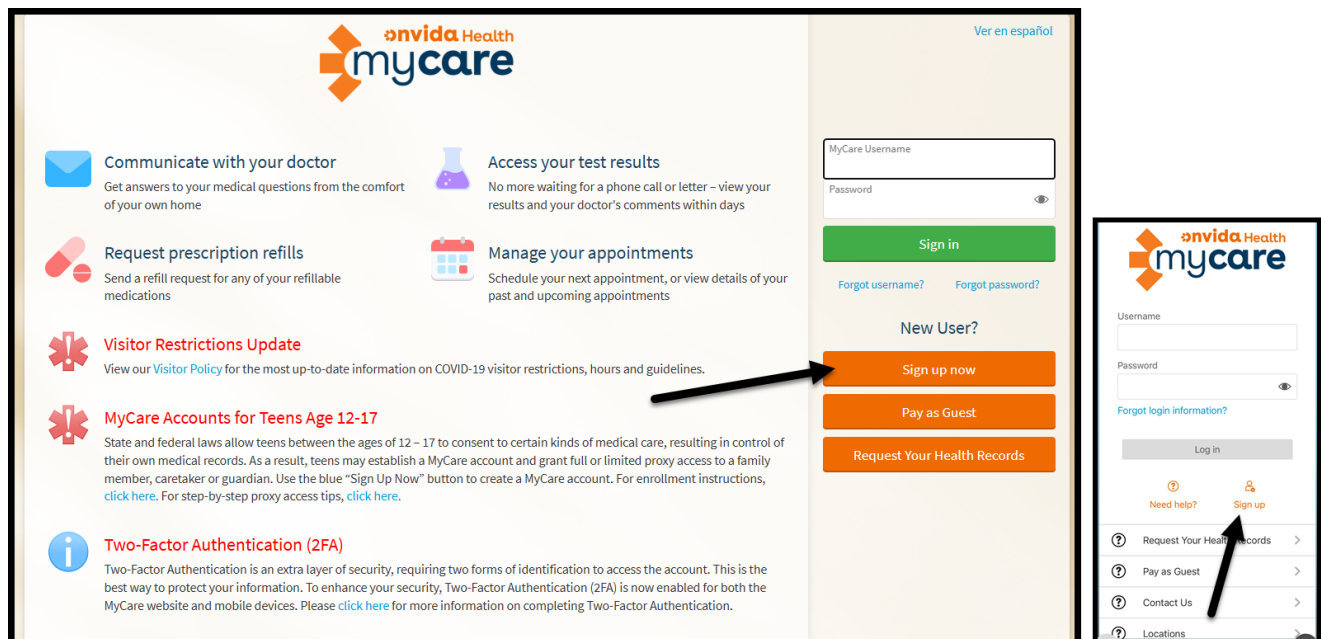 onvida Health
mycare
Ver en español
Communicate with your doctor
Get answers to your medical questions from the comfort
of your own home
Access your test results
No more waiting for a phone call or letter – view your
results and your doctor's comments within days
Request prescription refills
Send a refill request for any of your refillable
medications
Manage your appointments
Schedule your next appointment, or view details of your
past and upcoming appointments
Visitor Restrictions Update
View our Visitor Policy for the most up-to-date information on COVID-19 visitor restrictions, hours and guidelines.
MyCare Accounts for Teens Age 12-17
State and federal laws allow teens between the ages of 12 – 17 to consent to certain kinds of medical care, resulting in control of
their own medical records. As a result, teens may establish a MyCare account and grant full or limited proxy access to a family
member, caretaker or guardian. Use the blue “Sign Up Now” button to create a MyCare account. For enrollment instructions,
click here. For step-by-step proxy access tips, click here.
Two-Factor Authentication (2FA)
Two-Factor Authentication is an extra layer of security, requiring two forms of identification to access the account. This is the
best way to protect your information. To enhance your security, Two-Factor Authentication (2FA) is now enabled for both the
MyCare website and mobile devices. Please click here for more information on completing Two-Factor Authentication.
MyCare Username
Password
Sign in
Forgot username?
Forgot password?
New User?
Sign up now
Pay as Guest
Request Your Health Records
onvida Health
mycare
Username
Password
Forgot login information?
Log in
Need help?
Sign up
Request Your Health Records
Pay as Guest
Contact Us
Locations